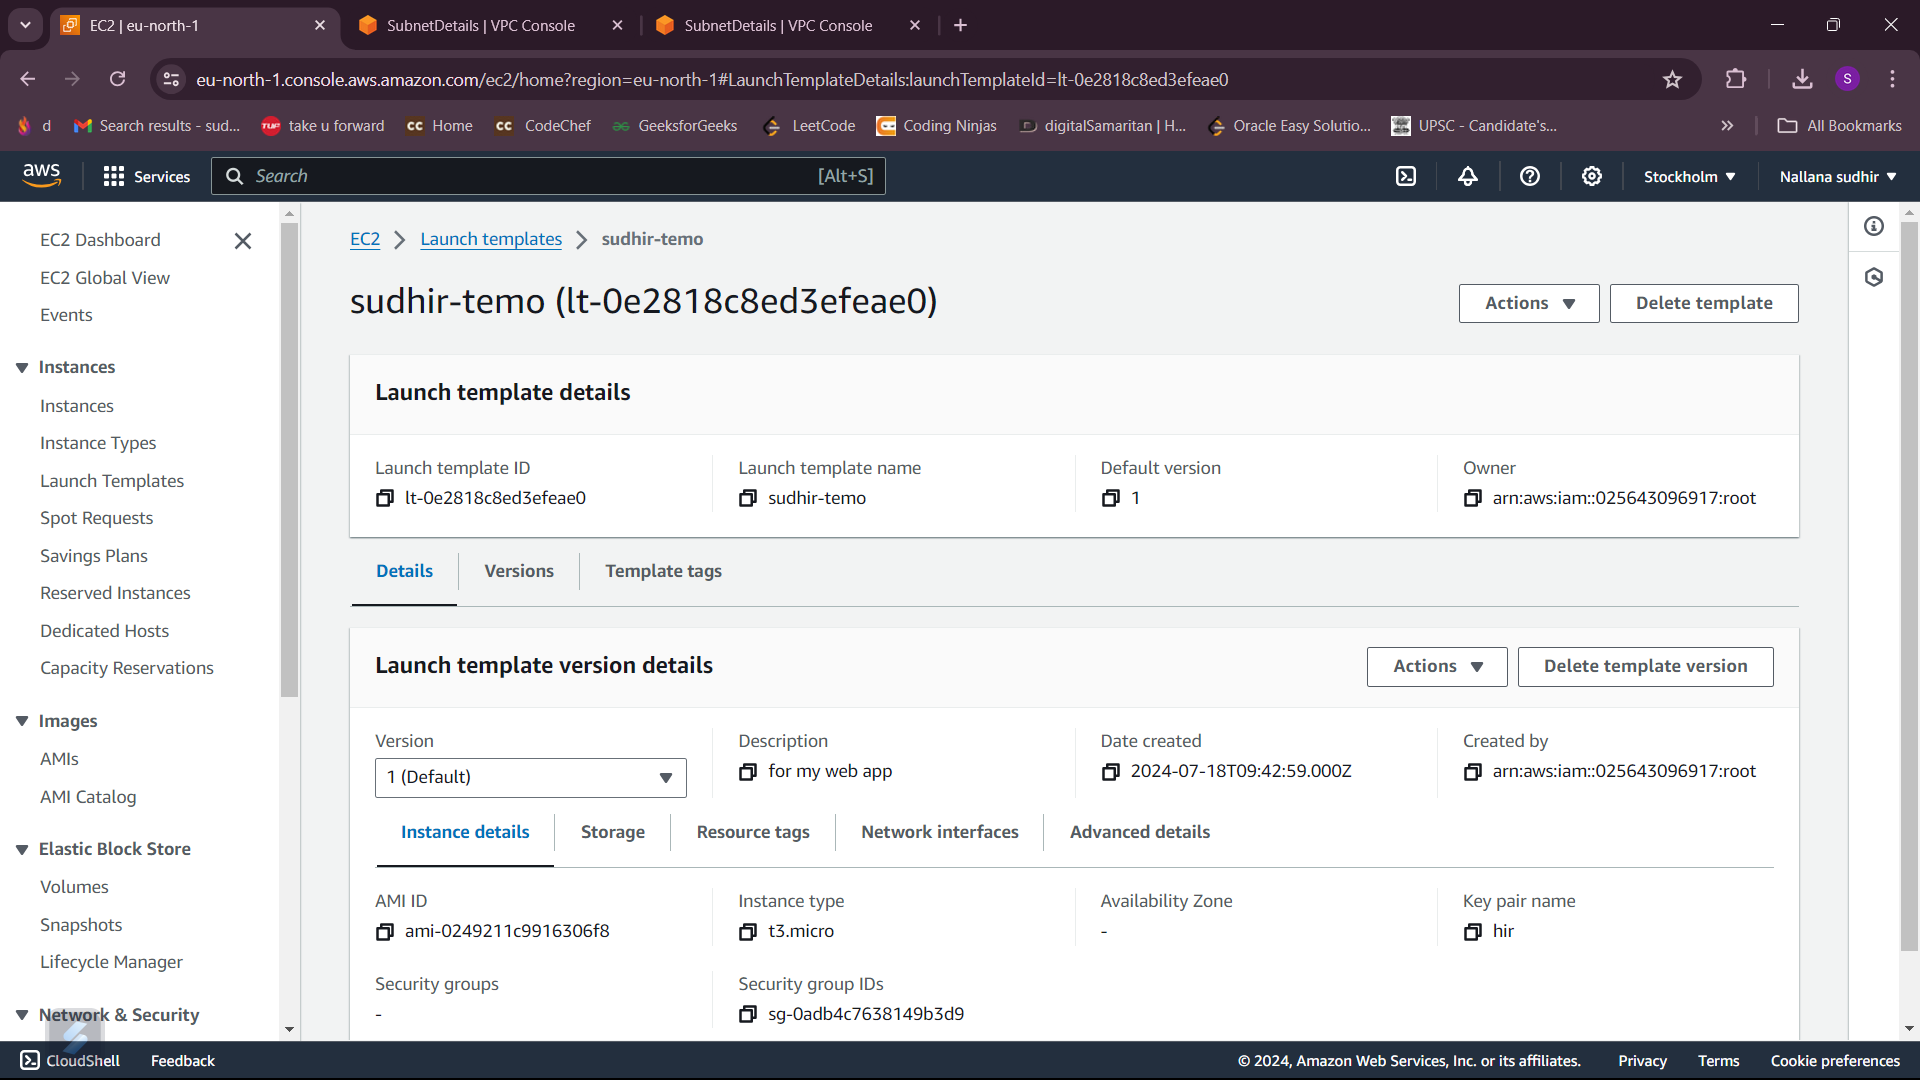 EC2 | eu-north-1
SubnetDetails | VPC Console
SubnetDetails | VPC Console
eu-north-1.console.aws.amazon.com/ec2/home?region=eu-north-1#LaunchTemplateDetails:launchTemplateId=lt-0e2818c8ed3efeae0
S
d
Search results - sud...
TUF take u forward
CC Home
CC CodeChef
GeeksforGeeks
LeetCode
Coding Ninjas
digitalSamaritan | H...
Oracle Easy Solutio...
UPSC - Candidate's...
All Bookmarks
aws
Services
Search
[Alt+S]
Stockholm
Nallana sudhir
EC2 Dashboard
EC2 Global View
Events
Instances
Instances
Instance Types
Launch Templates
Spot Requests
Savings Plans
Reserved Instances
Dedicated Hosts
Capacity Reservations
Images
AMIs
AMI Catalog
Elastic Block Store
Volumes
Snapshots
Lifecycle Manager
Network & Security
EC2 > Launch templates > sudhir-temo
sudhir-temo (lt-0e2818c8ed3efeae0)
Actions
Delete template
Launch template details
Launch template ID
lt-0e2818c8ed3efeae0
Launch template name
sudhir-temo
Default version
1
Owner
arn:aws:iam::025643096917:root
Details
Versions
Template tags
Launch template version details
Actions
Delete template version
Version
1 (Default)
Description
for my web app
Date created
2024-07-18T09:42:59.000Z
Created by
arn:aws:iam::025643096917:root
Instance details
Storage
Resource tags
Network interfaces
Advanced details
AMI ID
ami-0249211c9916306f8
Instance type
t3.micro
Availability Zone
-
Key pair name
hir
Security groups
-
Security group IDs
sg-0adb4c7638149b3d9
CloudShell
Feedback
© 2024, Amazon Web Services, Inc. or its affiliates.
Privacy
Terms
Cookie preferences